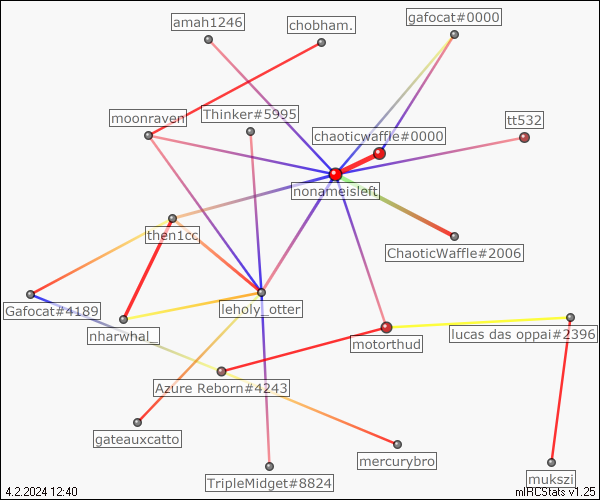 amah1246
chobham.
gafocat#0000
moonraven
Thinker#5995
chaoticwaffle#0000
tt532
nonameisleft
then1cc
ChaoticWaffle#2006
Gafocat#4189
leholy_otter
nharwhal_
motorthud
lucas das oppai#2396
Azure Reborn#4243
gateauxcatto
mercurybro
TripleMidget#8824
mukszi
4.2.2024 12:40
mIRCStats v1.25